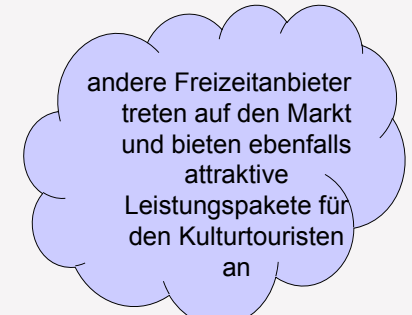 andere Freizeitanbieter
treten auf den Markt
und bieten ebenfalls
attraktive
Leistungspakete für
den Kulturtouristen
an